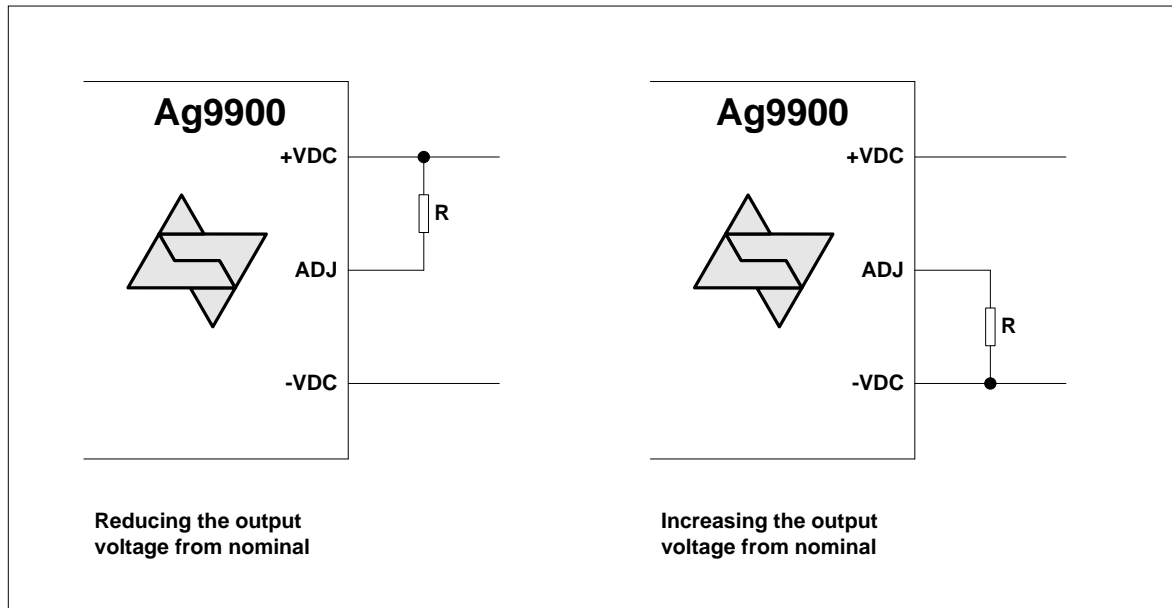 Ag9900
+VDC
R
ADJ
-VDC
Reducing the output
voltage from nominal
Ag9900
+VDC
ADJ
R
-VDC
Increasing the output
voltage from nominal